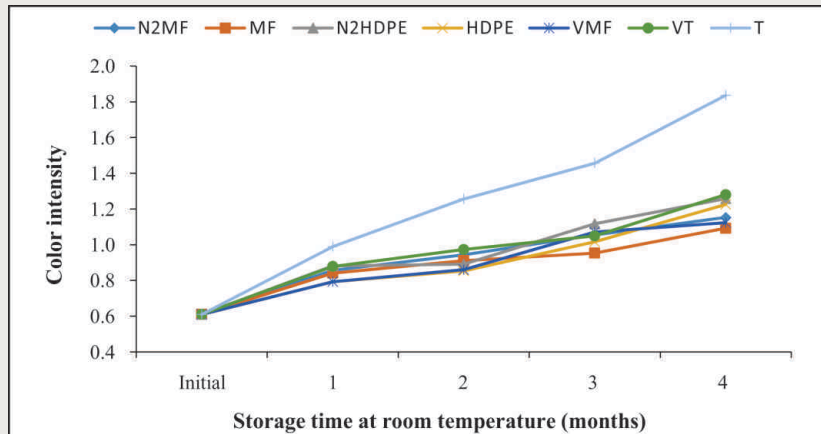 N2MF MF N2HDPE HDPE VMF VT T
2.0
1.8
1.6
1.4
1.2
1.0
0.8
0.6
0.4
Color intensity
Initial 1 2 3 4
Storage time at room temperature (months)